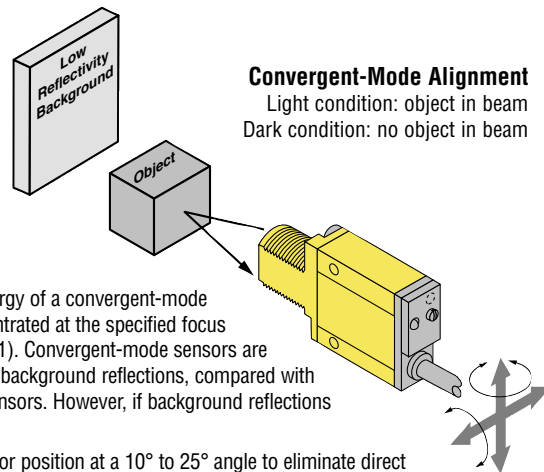 Low
Reflectivity
Background
Convergent-Mode Alignment
Light condition: object in beam
Dark condition: no object in beam
Object
rgy of a convergent-mode
ntrated at the specified focus
1). Convergent-mode sensors are
background reflections, compared with
nsors. However, if background reflections
or position at a 10° to 25° angle to eliminate direct